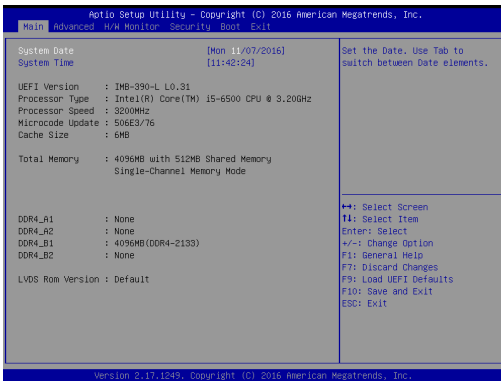 Aptio Setup Utility – Copyright (C) 2016 American Megatrends, Inc.
Main Advanced H/W Monitor Security Boot Exit
System Date [Mon 11/07/2016]
System Time [11:42:24]
UEFI Version : IMB-390-L L0.31
Processor Type : Intel(R) Core(TM) i5-6500 CPU @ 3.20GHz
Processor Speed : 3200MHz
Microcode Update : 506E3/76
Cache Size : 6MB
Total Memory : 4096MB with 512MB Shared Memory
Single-Channel Memory Mode
DDR4_A1 : None
DDR4_A2 : None
DDR4_B1 : 4096MB(DDR4-2133)
DDR4_B2 : None
LVDS Rom Version : Default
Set the Date. Use Tab to
switch between Date elements.
↔: Select Screen
↑↓: Select Item
Enter: Select
+/-: Change Option
F1: General Help
F7: Discard Changes
F9: Load UEFI Defaults
F10: Save and Exit
ESC: Exit
Version 2.17.1249. Copyright (C) 2016 American Megatrends, Inc.